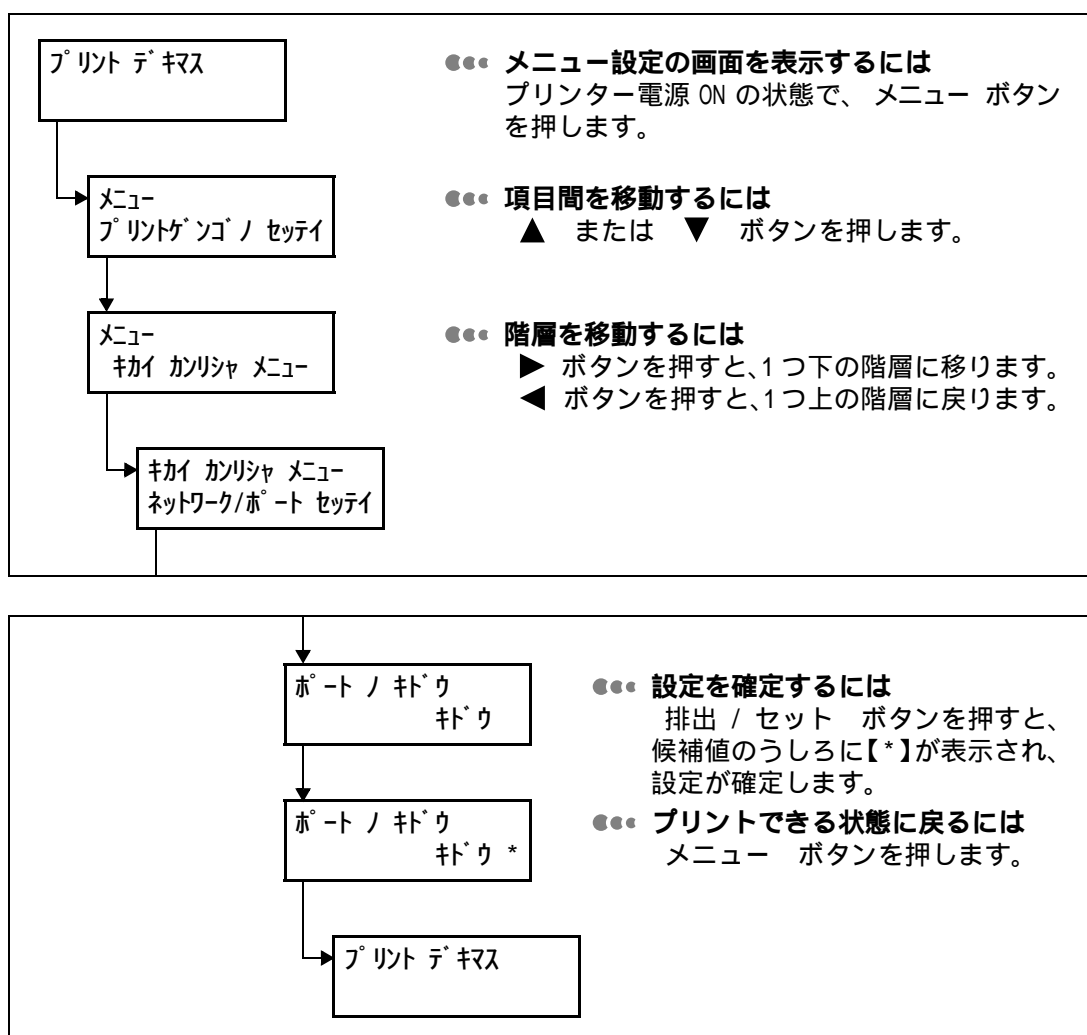 ﾌﾟﾘﾝﾄ ﾃﾞｷﾏｽ
メニュー設定の画面を表示するには
プリンター電源 ON の状態で、 メニュー ボタン
を押します。
ﾒﾆｭｰ
ﾌﾟﾘﾝﾄｹﾞﾝｺﾞﾉ ｾｯﾃｲ
項目間を移動するには
▲ または ▼ ボタンを押します。
ﾒﾆｭｰ
ｷｶｲ ｶﾝﾘｼｬ ﾒﾆｭｰ
階層を移動するには
▶ ボタンを押すと、1 つ下の階層に移ります。
◀ ボタンを押すと、1 つ上の階層に戻ります。
ｷｶｲ ｶﾝﾘｼｬ ﾒﾆｭｰ
ﾈｯﾄﾜｰｸ/ﾎﾟｰﾄ ｾｯﾃｲ
ﾎﾟｰﾄ ﾉ ｷﾄﾞｳ
ｷﾄﾞｳ
設定を確定するには
排出 / セット ボタンを押すと、
候補値のうしろに【*】が表示され、
設定が確定します。
ﾎﾟｰﾄ ﾉ ｷﾄﾞｳ
ｷﾄﾞｳ *
プリントできる状態に戻るには
メニュー ボタンを押します。
ﾌﾟﾘﾝﾄ ﾃﾞｷﾏｽ